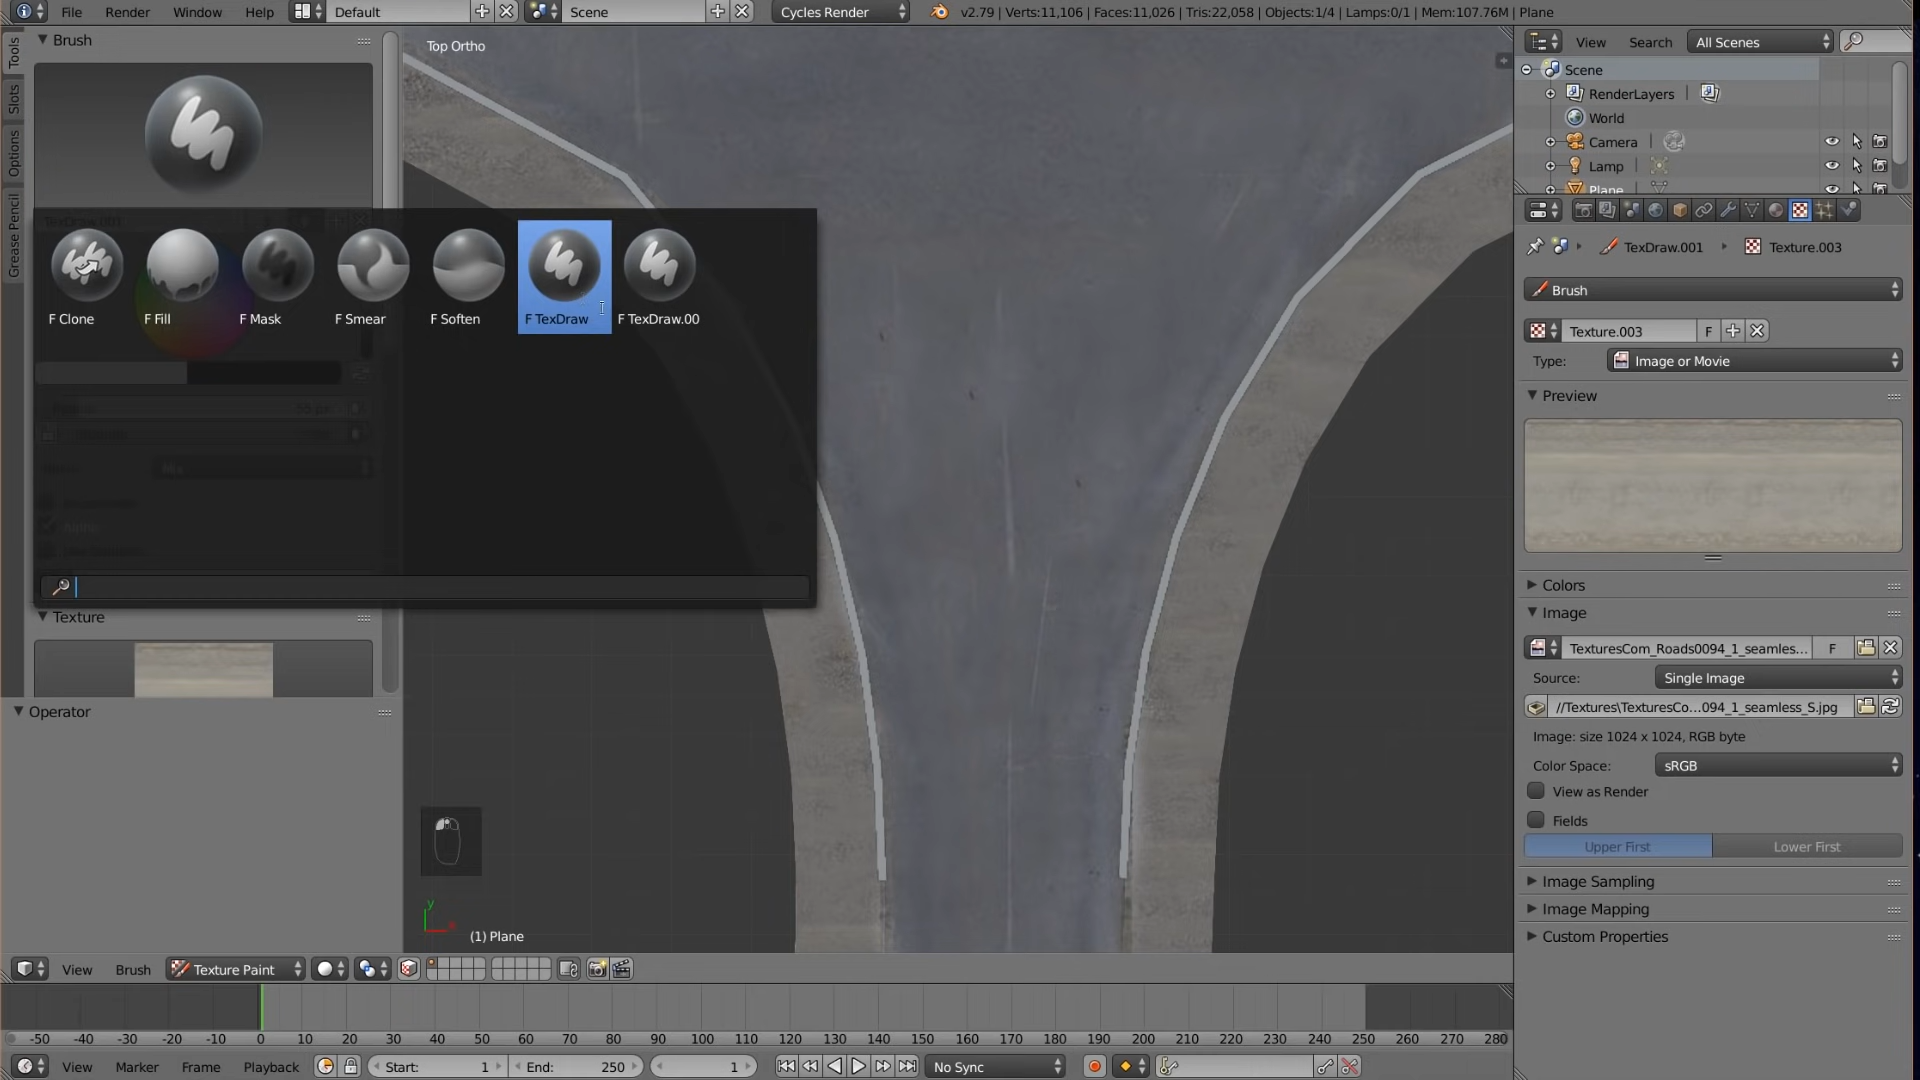 File Render Window Help Default Scene Cycles Render v2.79 | Verts:11,106 | Faces:11,026 | Tris:22,058 | Objects:1/4 | Lamps:0/1 | Mem:107.76M | Plane
Tools
Slots
Options
Grease Pencil
Brush
Top Ortho
F Clone F Fill F Mask F Smear F Soften F TexDraw F TexDraw.00
Texture
Operator
(1) Plane
View Brush Texture Paint
View Search All Scenes
Scene
RenderLayers
World
Camera
Lamp
Plane
TexDraw.001 Texture.003
Brush
Texture.003 F
Type: Image or Movie
Preview
Colors
Image
TexturesCom_Roads0094_1_seamles... F
Source: Single Image
//Textures\TexturesCo...094_1_seamless_S.jpg
Image: size 1024 x 1024, RGB byte
Color Space: sRGB
View as Render
Fields
Upper First Lower First
Image Sampling
Image Mapping
Custom Properties
-50 -40 -30 -20 -10 0 10 20 30 40 50 60 70 80 90 100 110 120 130 140 150 160 170 180 190 200 210 220 230 240 250 260 270 280
View Marker Frame Playback Start: 1 End: 250 1 No Sync